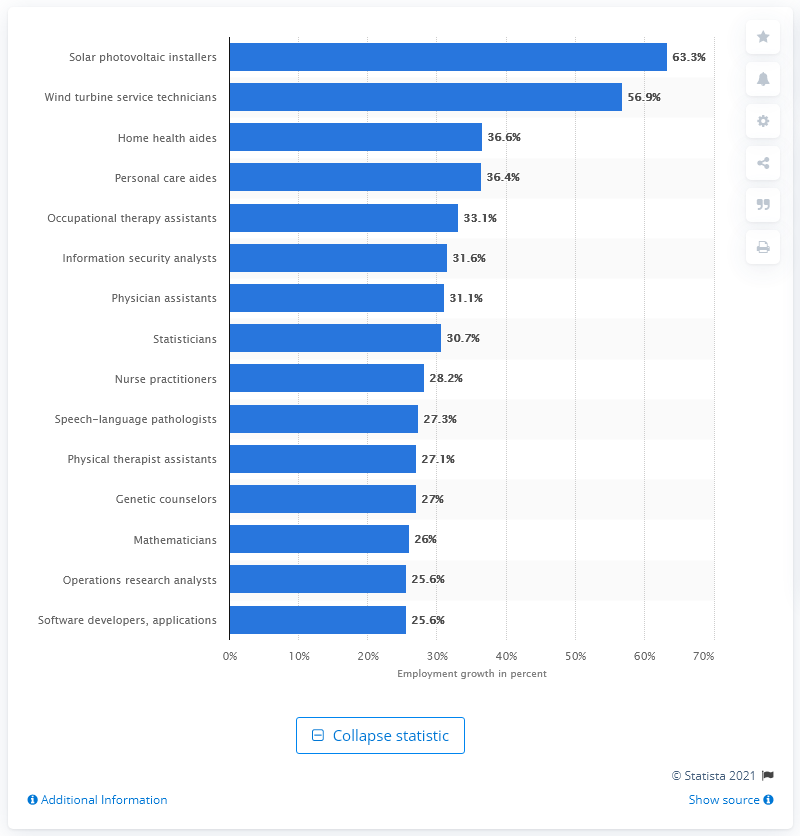 Solar photovoltaic installers 63.3%
Wind turbine service technicians 56.9%
Home health aides 36.6%
Personal care aides 36.4%
Occupational therapy assistants 33.1%
Information security analysts 31.6%
Physician assistants 31.1%
Statisticians 30.7%
Nurse practitioners 28.2%
Speech-language pathologists 27.3%
Physical therapist assistants 27.1%
Genetic counselors 27%
Mathematicians 26%
Operations research analysts 25.6%
Software developers, applications 25.6%
0% 10% 20% 30% 40% 50% 60% 70%
Employment growth in percent
Collapse statistic
© Statista 2021
Additional Information Show source